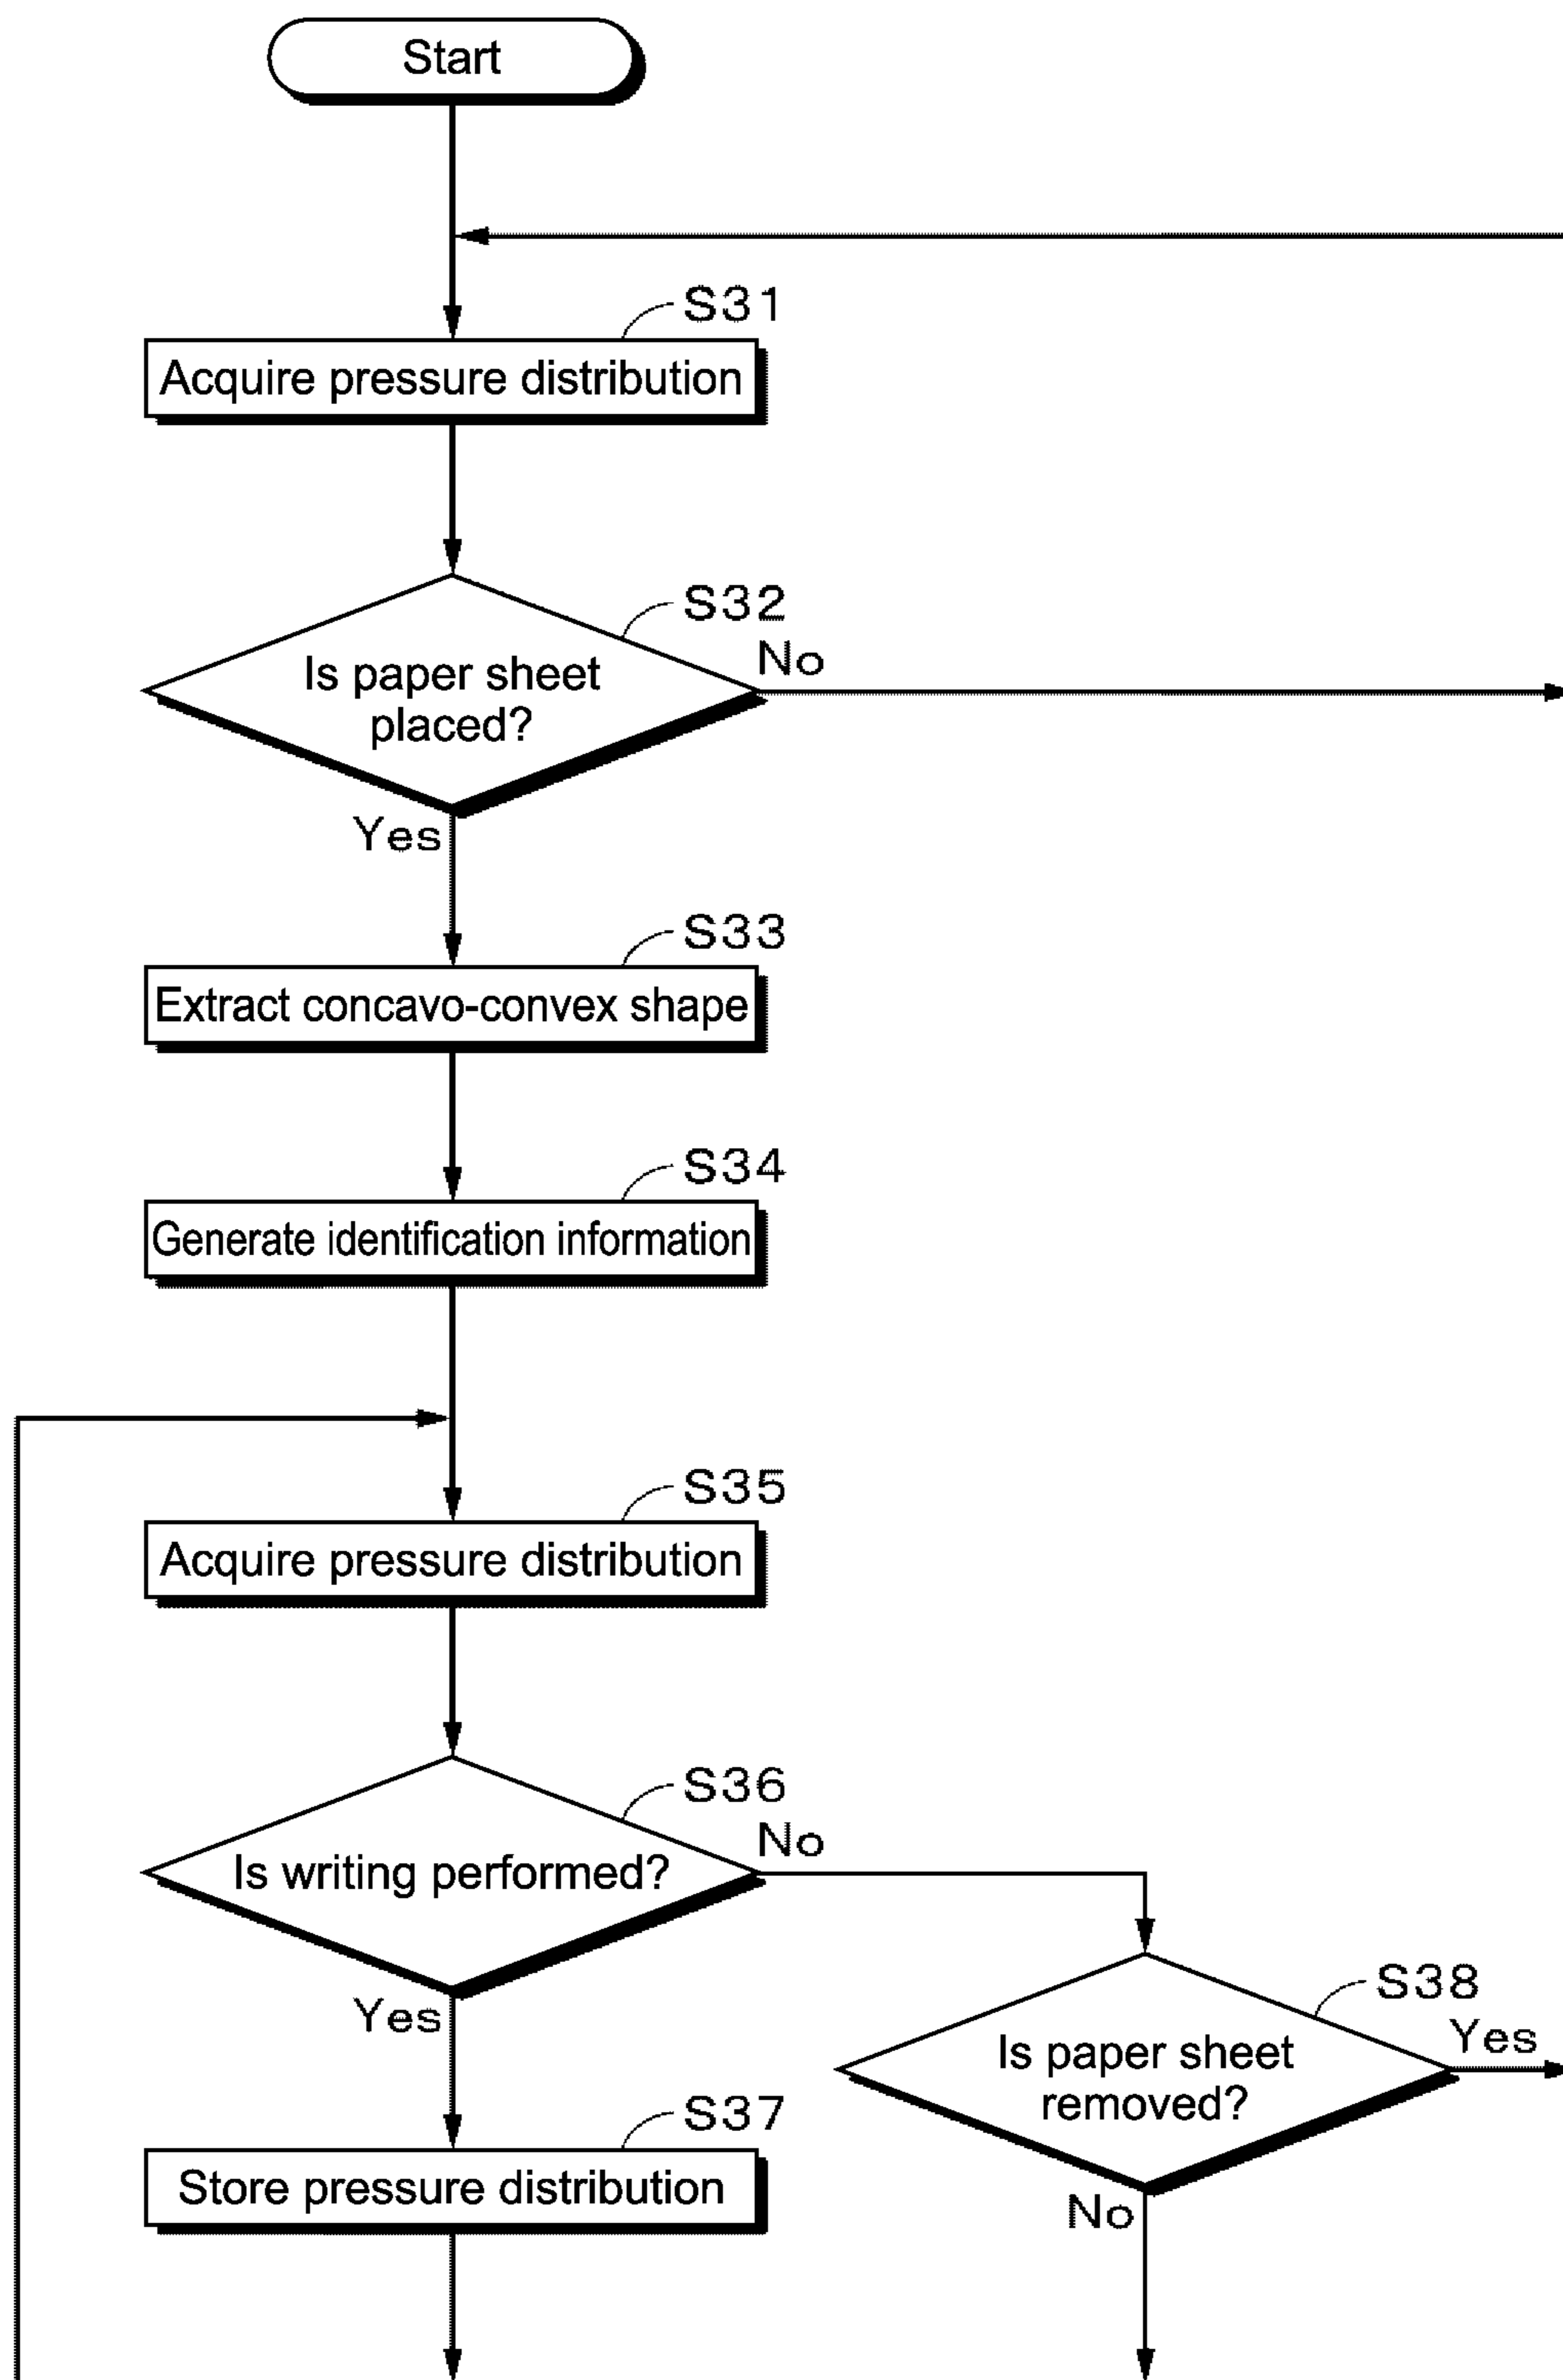 Start
S31
Acquire pressure distribution
S32
No
Is paper sheet
placed?
Yes
S33
Extract concavo-convex shape
S34
Generate identification information
S35
Acquire pressure distribution
S36
No
Is writing performed?
Yes
S38
Yes
Is paper sheet
removed?
No
S37
Store pressure distribution